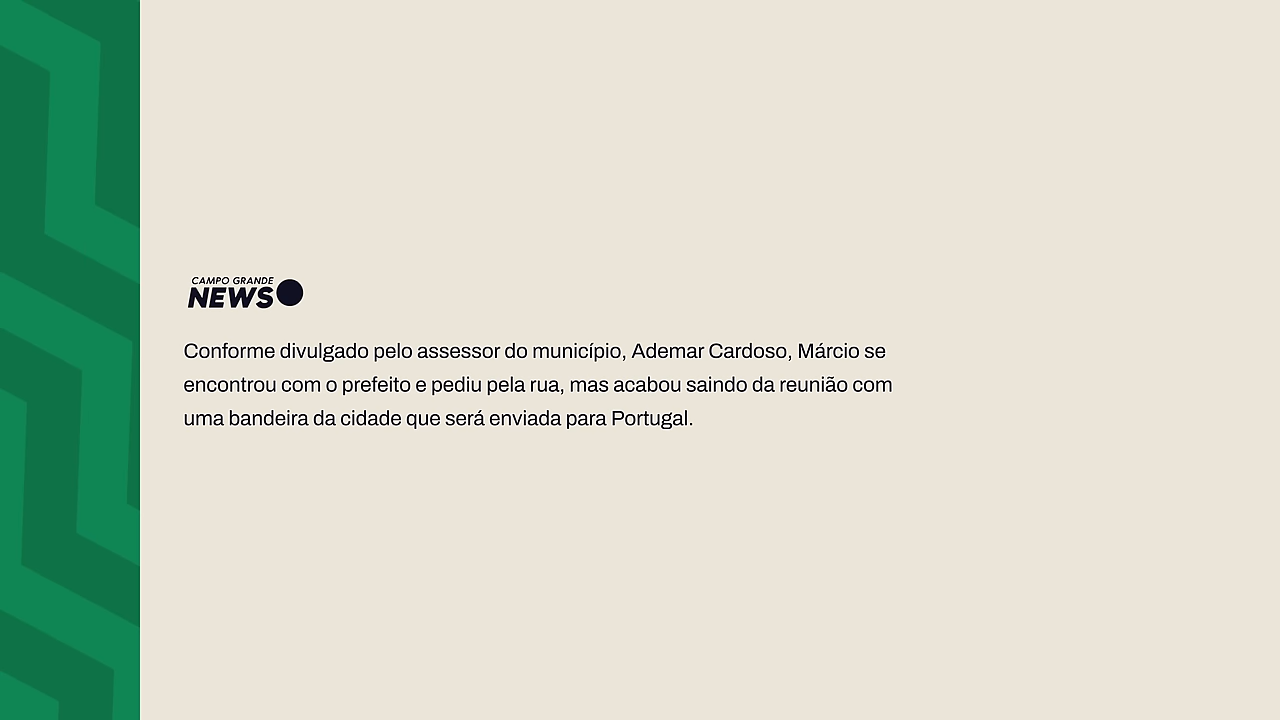 CAMPO GRANDE
NEWS
Conforme divulgado pelo assessor do município, Ademar Cardoso, Márcio se
encontrou com o prefeito e pediu pela rua, mas acabou saindo da reunião com
uma bandeira da cidade que será enviada para Portugal.